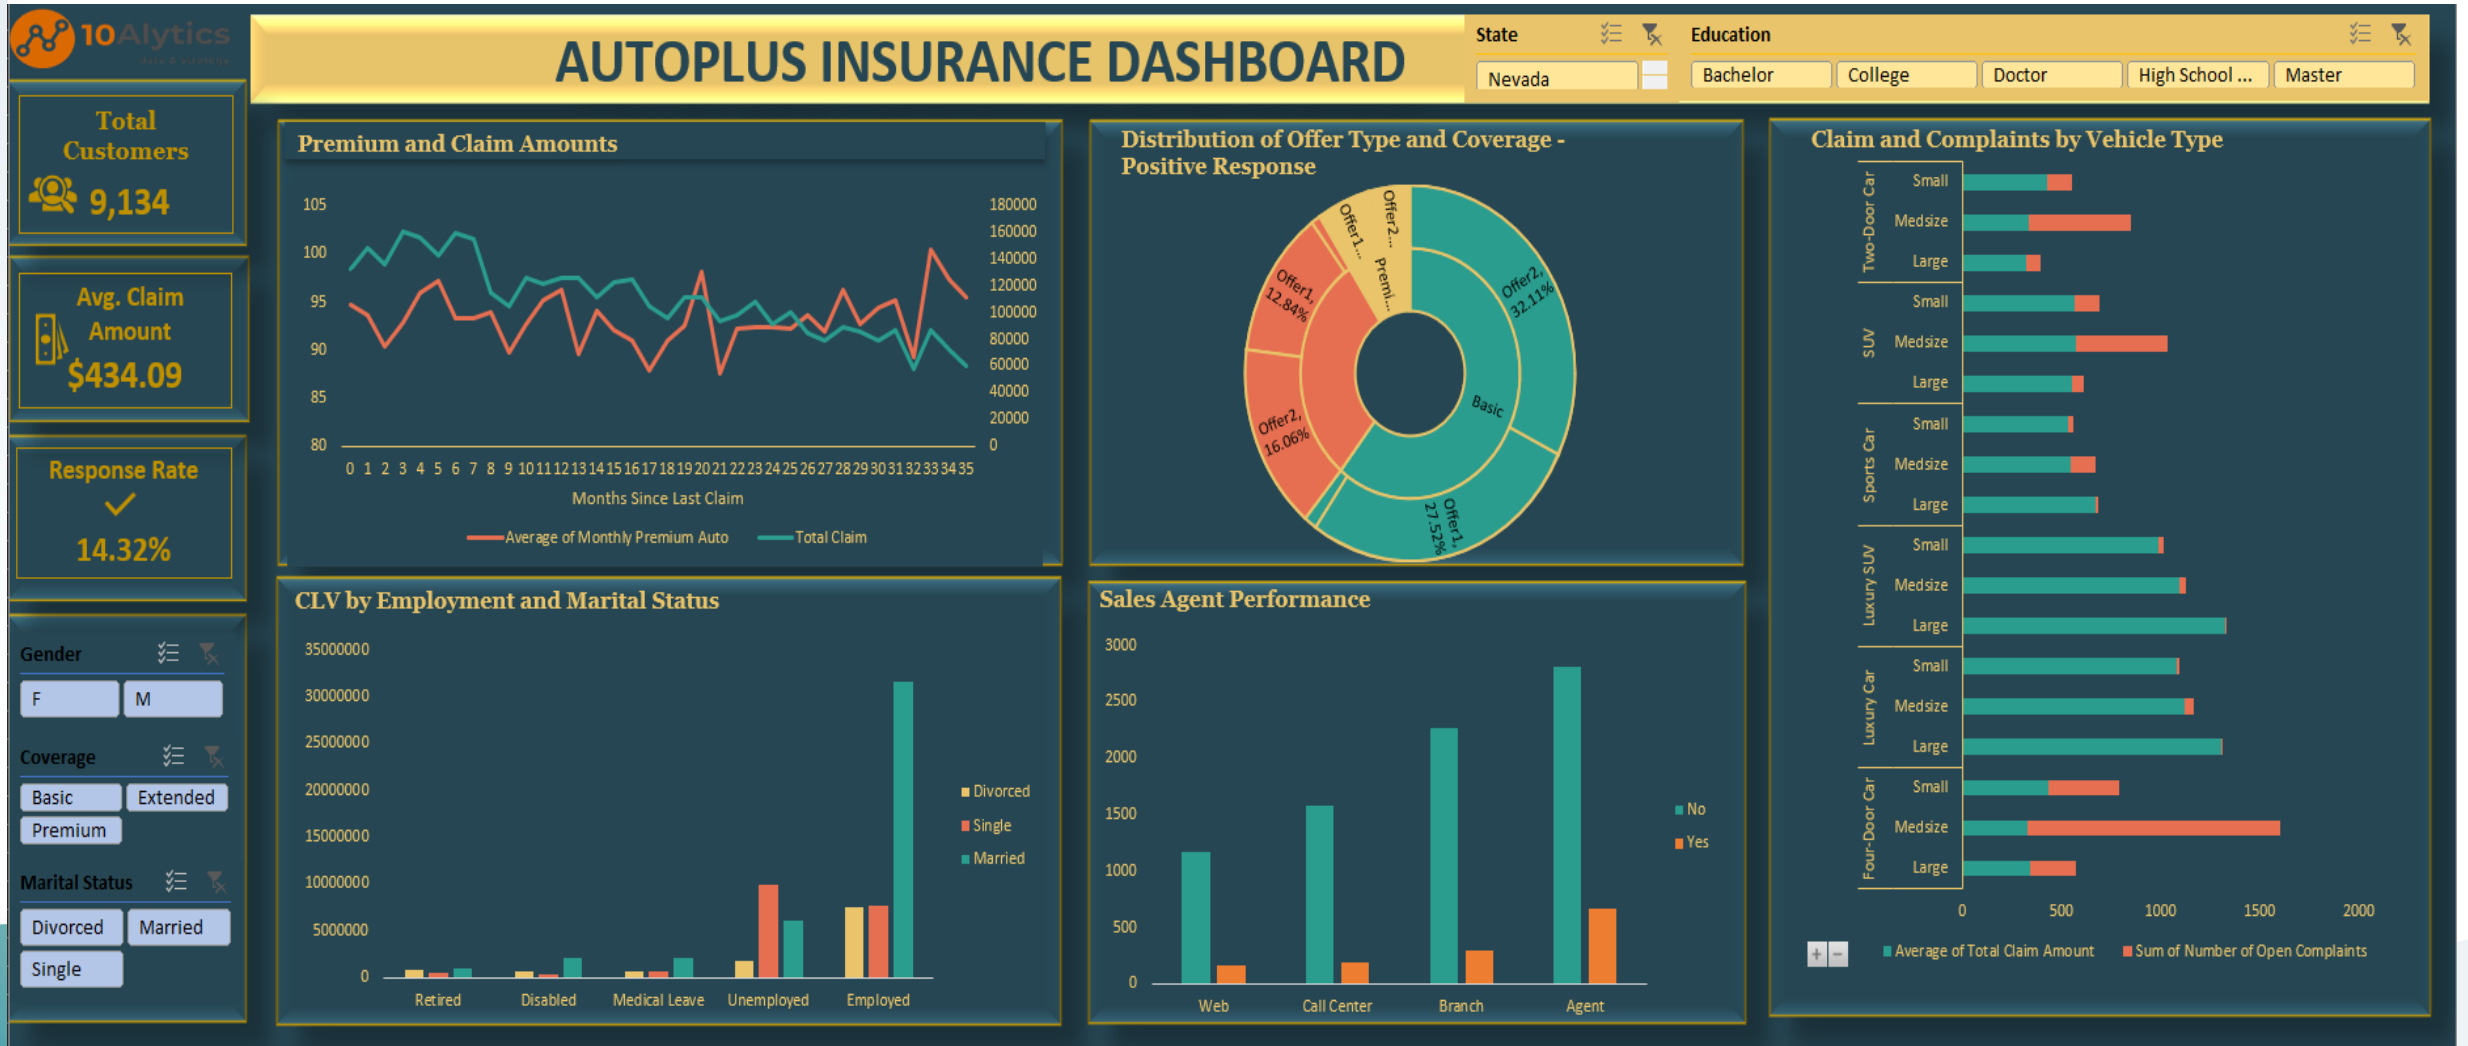 10Alytics
AUTOPLUS INSURANCE DASHBOARD
State
Nevada
Education
Bachelor
College
Doctor
High School ...
Master
Total
Customers
9,134
Avg. Claim
Amount
$434.09
Response Rate
14.32%
Gender
F
M
Coverage
Basic
Extended
Premium
Marital Status
Divorced
Married
Single
Premium and Claim Amounts
105
100
95
90
85
80
180000
160000
140000
120000
100000
80000
60000
40000
20000
0
0 1 2 3 4 5 6 7 8 9 10 11 12 13 14 15 16 17 18 19 20 21 22 23 24 25 26 27 28 29 30 31 32 33 34 35
Months Since Last Claim
Average of Monthly Premium Auto
Total Claim
Distribution of Offer Type and Coverage -
Positive Response
Offer2,
32.11%
Basic
Offer1,
27.52%
Offer2,
16.06%
Offer1,
12.84%
Offer1...
Offer2...
Premi...
CLV by Employment and Marital Status
35000000
30000000
25000000
20000000
15000000
10000000
5000000
0
Retired
Disabled
Medical Leave
Unemployed
Employed
Divorced
Single
Married
Sales Agent Performance
3000
2500
2000
1500
1000
500
0
Web
Call Center
Branch
Agent
No
Yes
Claim and Complaints by Vehicle Type
Two-Door Car
Small
Medsize
Large
SUV
Small
Medsize
Large
Sports Car
Small
Medsize
Large
Luxury SUV
Small
Medsize
Large
Luxury Car
Small
Medsize
Large
Four-Door Car
Small
Medsize
Large
0
500
1000
1500
2000
+ −
Average of Total Claim Amount
Sum of Number of Open Complaints